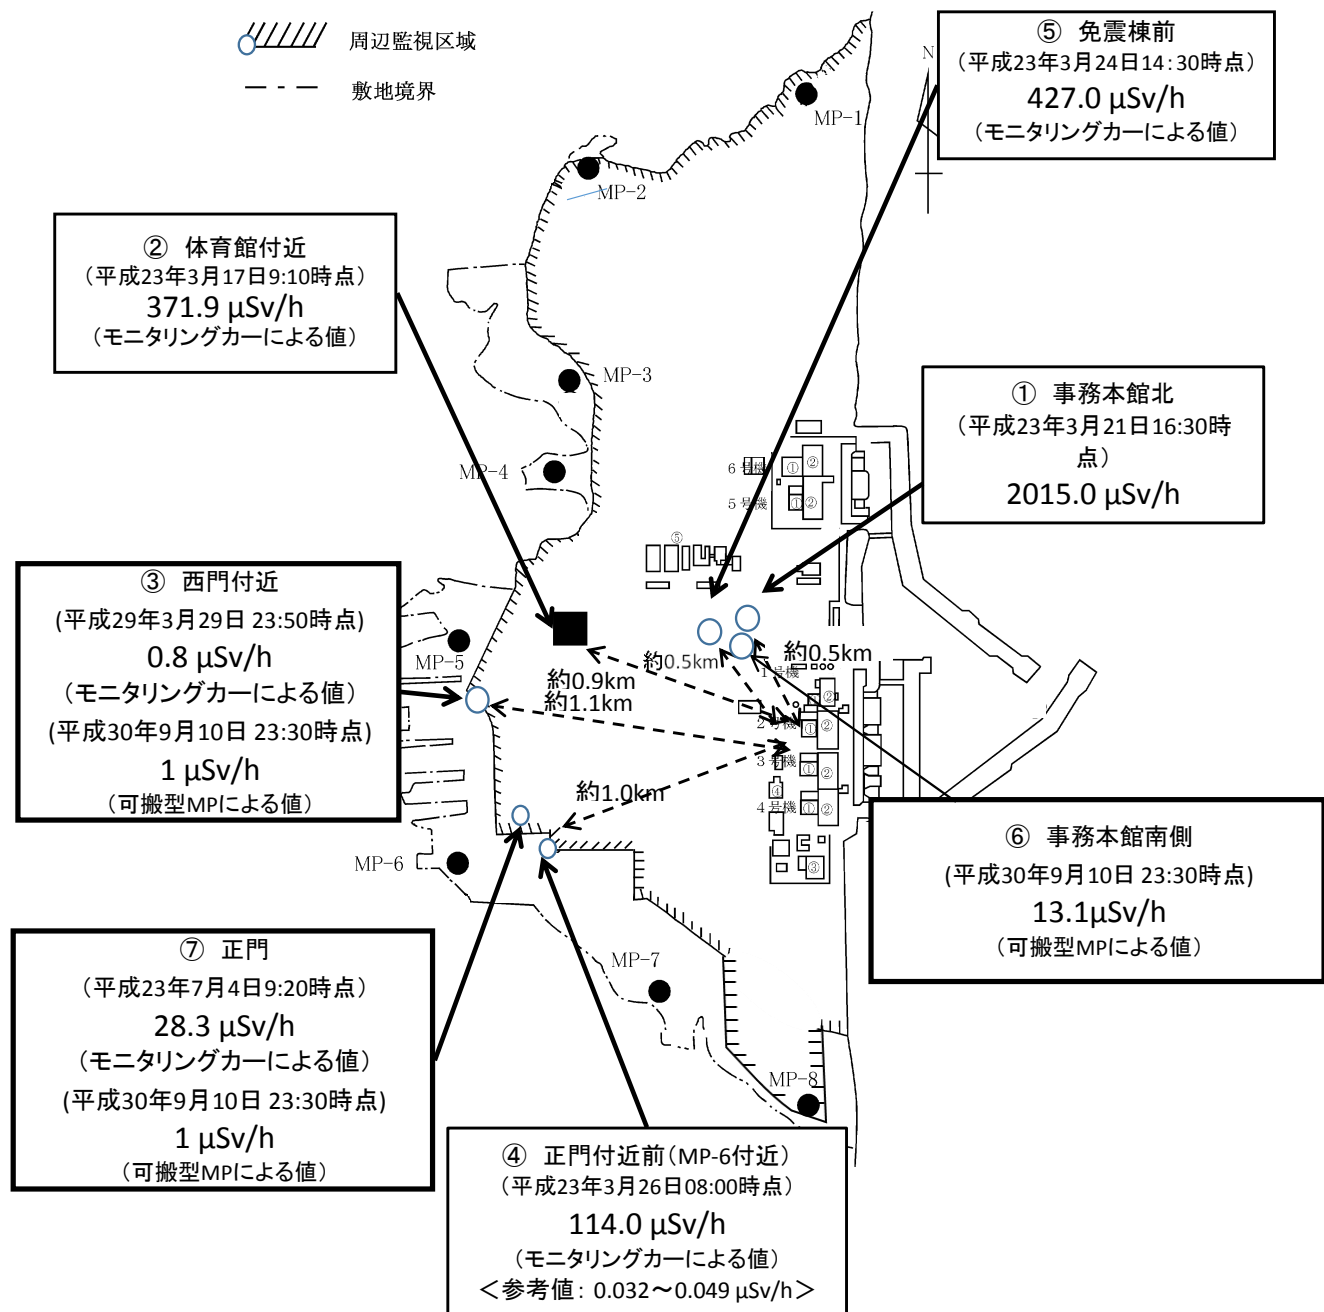 周辺監視区域
敷地境界
⑤ 免震棟前
（平成23年3月24日14:30時点）
427.0 μSv/h
（モニタリングカーによる値）
N
MP-1
MP-2
② 体育館付近
（平成23年3月17日9:10時点）
371.9 μSv/h
（モニタリングカーによる値）
MP-3
① 事務本館北
（平成23年3月21日16:30時
点）
2015.0 μSv/h
MP-4
6号機
①
②
5号機
①
②
⑤
③ 西門付近
(平成29年3月29日 23:50時点)
0.8 μSv/h
（モニタリングカーによる値）
(平成30年9月10日 23:30時点)
1 μSv/h
（可搬型MPによる値）
MP-5
約0.5km
約0.5km
約0.9km
約1.1km
1号機
②
2号機
①
②
3号機
①
②
約1.0km
④
4号機
①
②
③
MP-6
⑥ 事務本館南側
(平成30年9月10日 23:30時点)
13.1μSv/h
（可搬型MPによる値）
⑦ 正門
（平成23年7月4日9:20時点）
28.3 μSv/h
（モニタリングカーによる値）
(平成30年9月10日 23:30時点)
1 μSv/h
（可搬型MPによる値）
MP-7
MP-8
④ 正門付近前（MP-6付近）
（平成23年3月26日08:00時点）
114.0 μSv/h
（モニタリングカーによる値）
＜参考値： 0.032～0.049 μSv/h＞